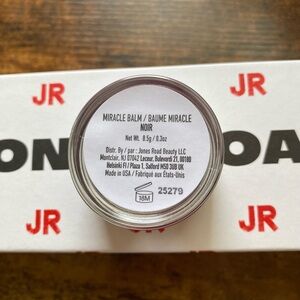 JR JR
MIRACLE BALM / BAUME MIRACLE
NOIR
Net Wt. 8.5g / 0.3oz
ON OA
Distr. By / par : Jones Road Beauty LLC
Montclair, NJ 07042 Lecour, Bulevardi 21, 00180
Helsinki FI / Plaza 1, Salford M50 3UB UK
Made in USA / Fabriqué aux États-Unis
18M
25279
JR JR